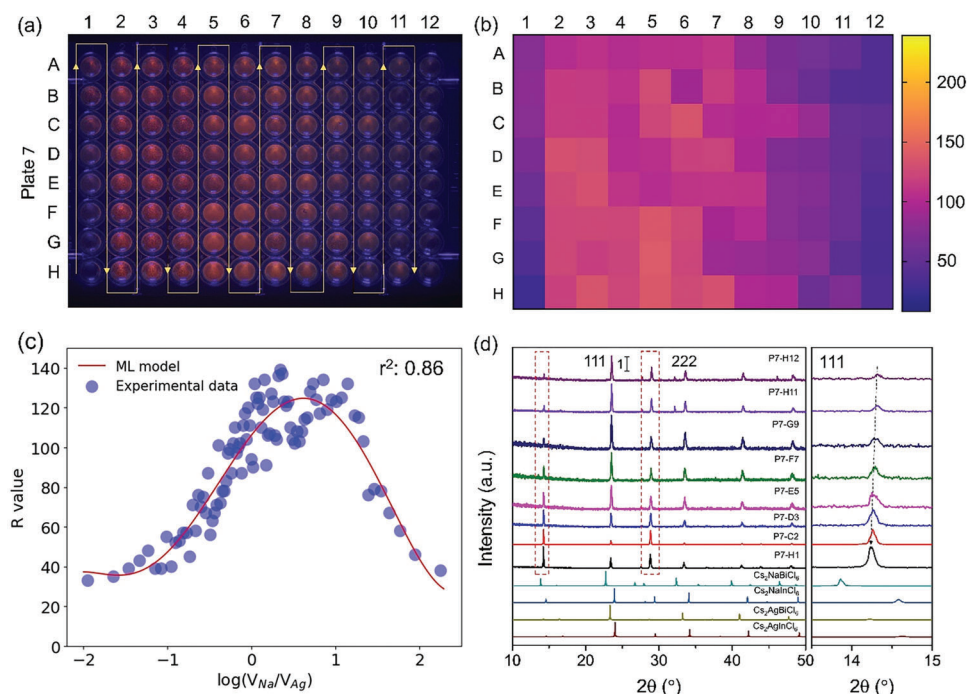 (a)
1 2 3 4 5 6 7 8 9 10 11 12
Plate 7
A
B
C
D
E
F
G
H
(b)
1 2 3 4 5 6 7 8 9 10 11 12
A
B
C
D
E
F
G
H
200
150
100
50
(c)
ML model
Experimental data
r²: 0.86
R value
140
120
100
80
60
40
20
0
−2 −1 0 1 2
log(V_Na/V_Ag)
(d)
111 1 222
111
P7-H12
P7-H11
P7-G9
P7-F7
P7-E5
P7-D3
P7-C2
P7-H1
Cs₂NaBiCl₆
Cs₂NaInCl₆
Cs₂AgBiCl₆
Cs₂AgInCl₆
Intensity (a.u.)
10 20 30 40 50
14 15
2θ (°)
2θ (°)